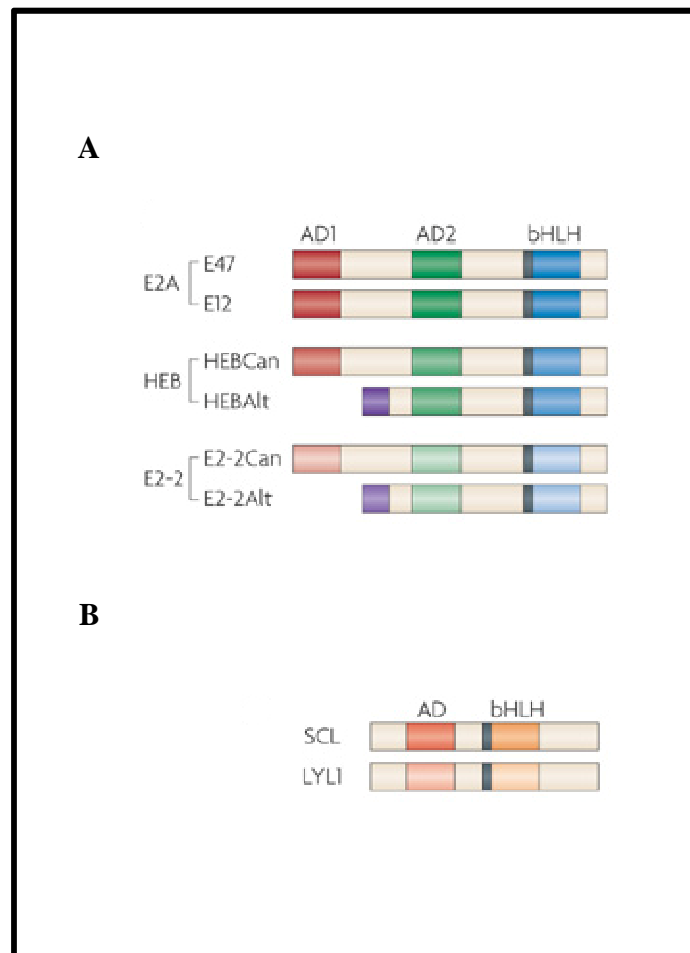 A
AD1 AD2 bHLH
E2A
E47
E12
HEB
HEBCan
HEBAlt
E2-2
E2-2Can
E2-2Alt
B
AD bHLH
SCL
LYL1